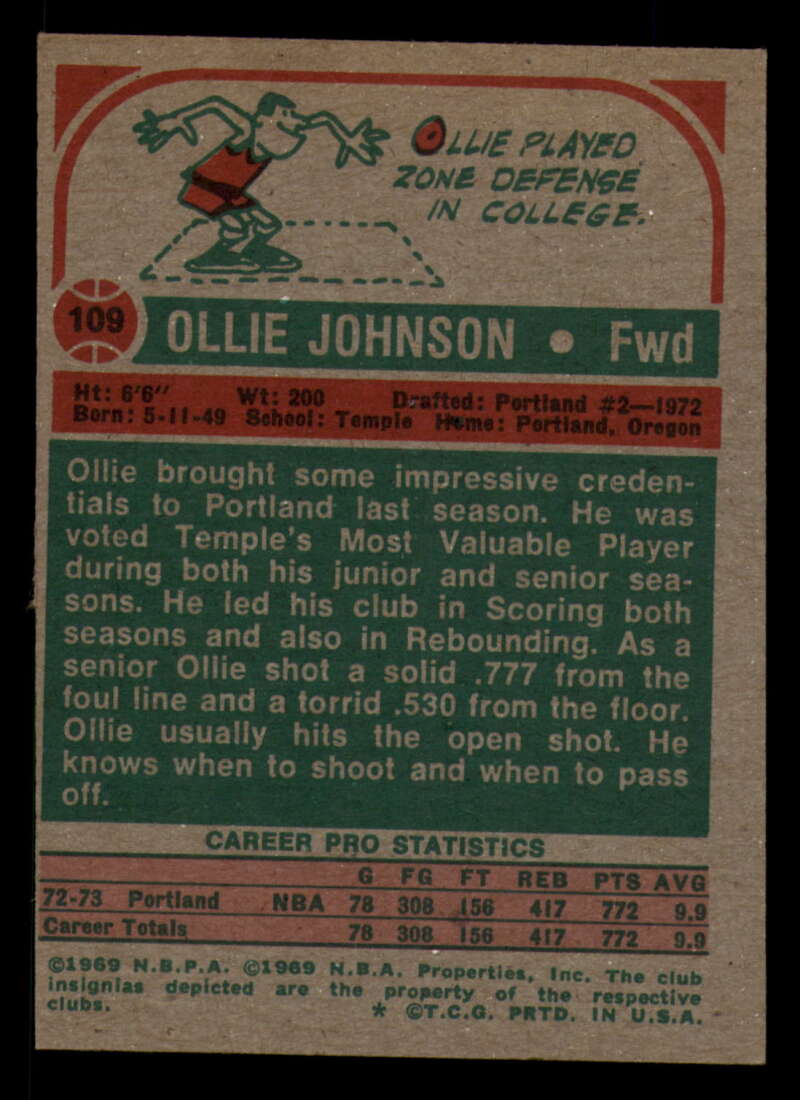 OLLIE PLAYED
ZONE DEFENSE
IN COLLEGE.
109 OLLIE JOHNSON • Fwd
Ht: 6'6" Wt: 200 Drafted: Portland #2—1972
Born: 5-11-49 School: Temple Home: Portland, Oregon
Ollie brought some impressive creden-
tials to Portland last season. He was
voted Temple's Most Valuable Player
during both his junior and senior sea-
sons. He led his club in Scoring both
seasons and also in Rebounding. As a
senior Ollie shot a solid .777 from the
foul line and a torrid .530 from the floor.
Ollie usually hits the open shot. He
knows when to shoot and when to pass
off.
CAREER PRO STATISTICS
G FG FT REB PTS AVG
72-73 Portland NBA 78 308 156 417 772 9.9
Career Totals 78 308 156 417 772 9.9
©1969 N.B.P.A. ©1969 N.B.A. Properties, Inc. The club
insignias depicted are the property of the respective
clubs. * ©T.C.G. PRTD. IN U.S.A.